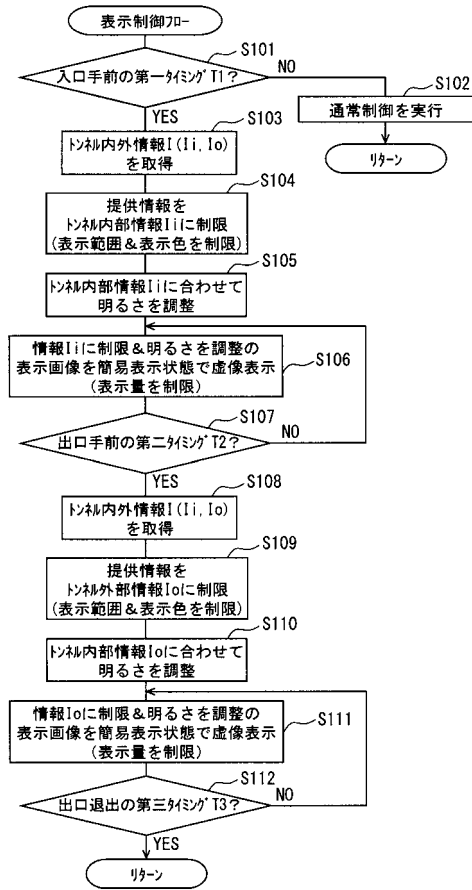 表示制御フロー
S101
入口手前の第一タイミングT1?
NO
S102
通常制御を実行
リターン
YES
S103
トンネル内外情報I(Ii,Io)
を取得
S104
提供情報を
トンネル内部情報Iiに制限
(表示範囲&表示色を制限)
S105
トンネル内部情報Iiに合わせて
明るさを調整
S106
情報Iiに制限&明るさを調整の
表示画像を簡易表示状態で虚像表示
(表示量を制限)
S107
出口手前の第二タイミングT2?
NO
YES
S108
トンネル内外情報I(Ii,Io)
を取得
S109
提供情報を
トンネル外部情報Ioに制限
(表示範囲&表示色を制限)
S110
トンネル内部情報Ioに合わせて
明るさを調整
S111
情報Ioに制限&明るさを調整の
表示画像を簡易表示状態で虚像表示
(表示量を制限)
S112
出口退出の第三タイミングT3?
NO
YES
リターン